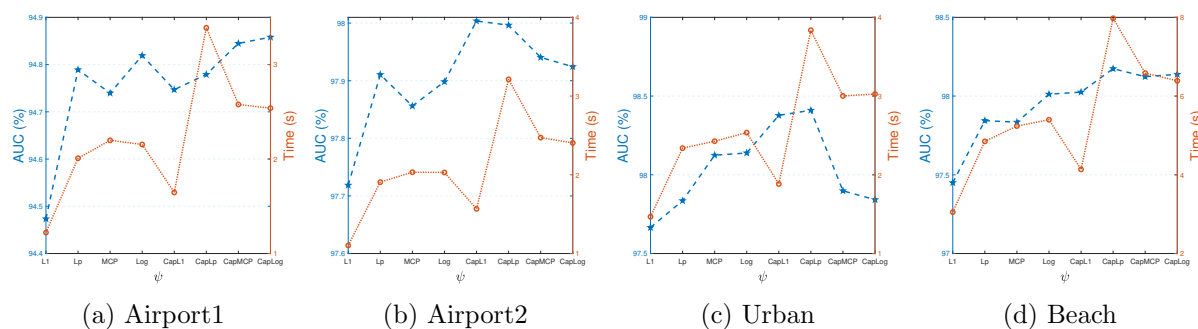 94.9
94.8
94.7
94.6
94.5
94.4
AUC (%)
3
2
1
Time (s)
L1 Lp MCP Log CapL1 CapLp CapMCP CapLog
ψ
(a) Airport1
98
97.9
97.8
97.7
97.6
AUC (%)
4
3
2
1
Time (s)
L1 Lp MCP Log CapL1 CapLp CapMCP CapLog
ψ
(b) Airport2
99
98.5
98
97.5
AUC (%)
4
3
2
1
Time (s)
L1 Lp MCP Log CapL1 CapLp CapMCP CapLog
ψ
(c) Urban
98.5
98
97.5
97
AUC (%)
8
7
6
5
4
3
2
Time (s)
L1 Lp MCP Log CapL1 CapLp CapMCP CapLog
ψ
(d) Beach